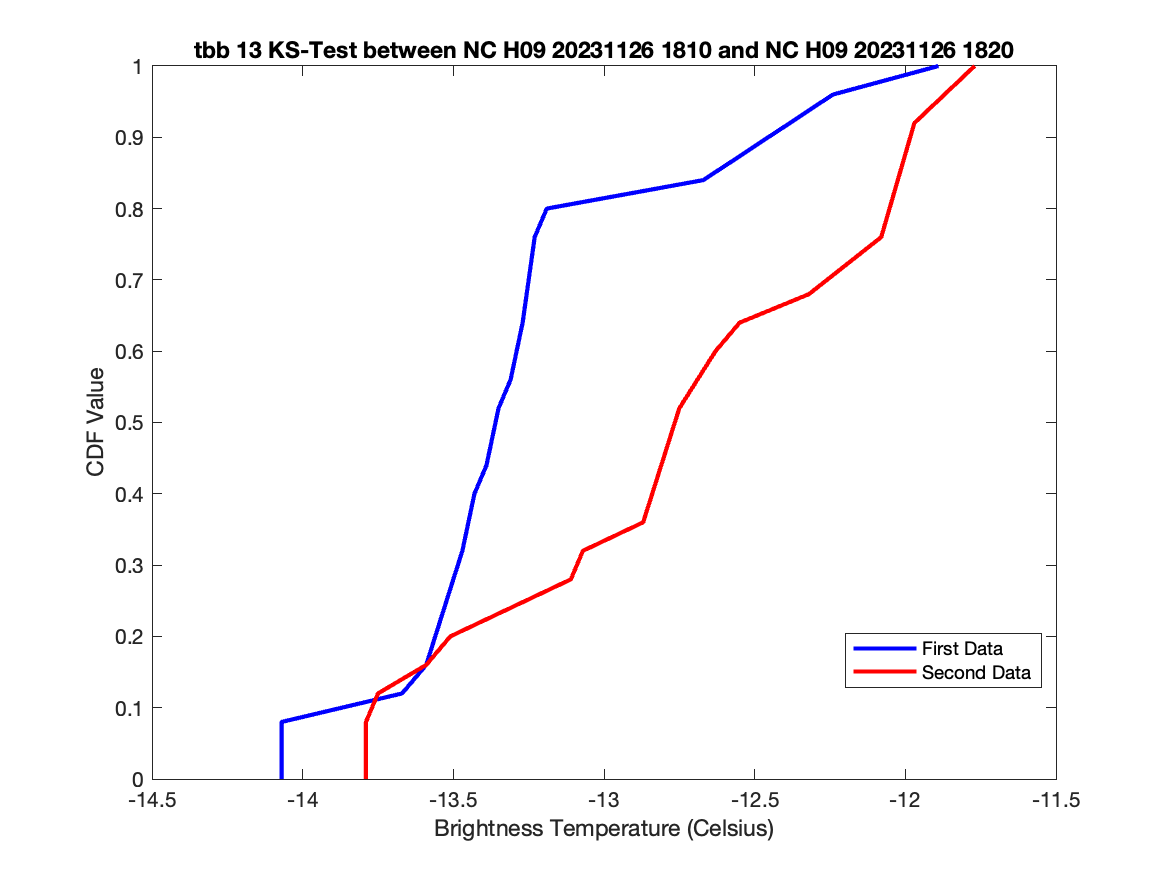 tbb 13 KS-Test between NC H09 20231126 1810 and NC H09 20231126 1820
1
0.9
0.8
0.7
0.6
0.5
0.4
0.3
0.2
0.1
0
CDF Value
First Data
Second Data
-14.5 -14 -13.5 -13 -12.5 -12 -11.5
Brightness Temperature (Celsius)